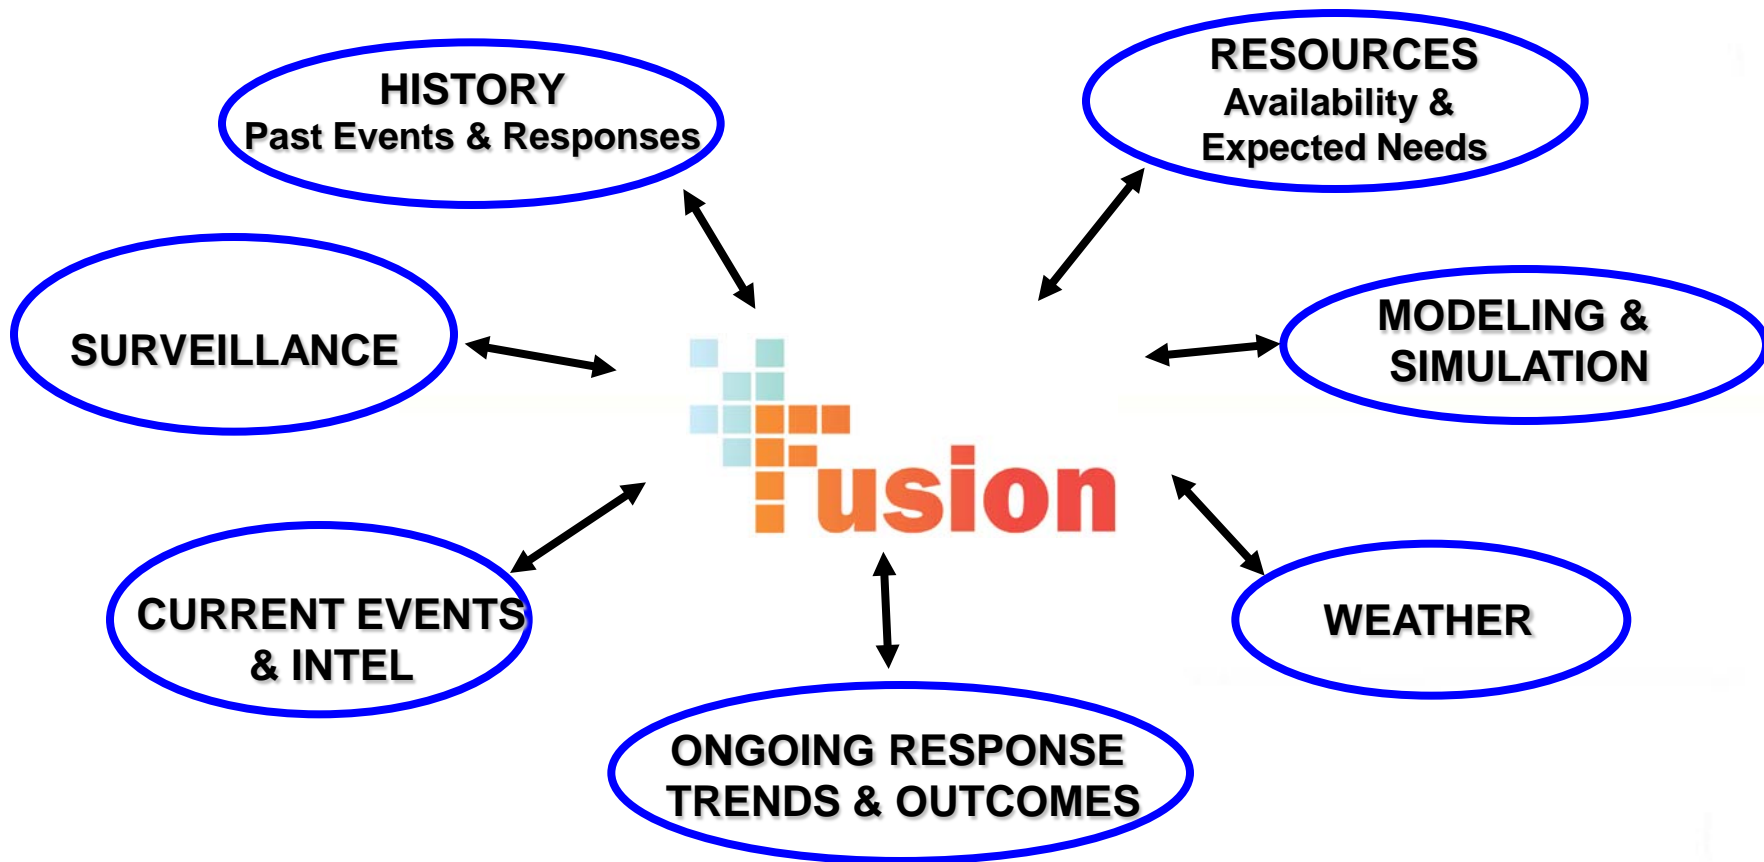 HISTORY
Past Events & Responses
RESOURCES
Availability &
Expected Needs
SURVEILLANCE
MODELING &
SIMULATION
Fusion
CURRENT EVENTS
& INTEL
WEATHER
ONGOING RESPONSE
TRENDS & OUTCOMES